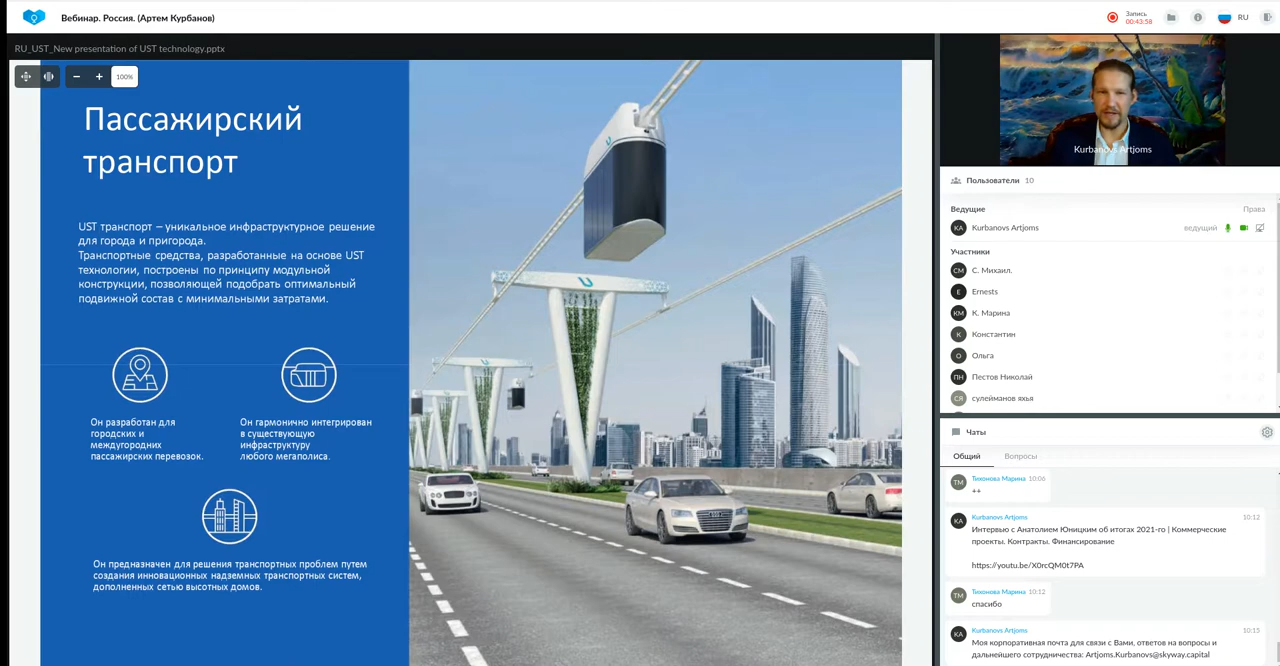 Вебинар. Россия. (Артем Курбанов)
Запись
00:43:58
RU
RU_UST_New presentation of UST technology.pptx
100%
Пассажирский
транспорт
UST транспорт – уникальное инфраструктурное решение
для города и пригорода.
Транспортные средства, разработанные на основе UST
технологии, построены по принципу модульной
конструкции, позволяющей подобрать оптимальный
подвижной состав с минимальными затратами.
Он разработан для
городских и
междугородних
пассажирских перевозок.
Он гармонично интегрирован
в существующую
инфраструктуру
любого мегаполиса.
Он предназначен для решения транспортных проблем путем
создания инновационных надземных транспортных систем,
дополненных сетью высотных домов.
Kurbanovs Artjoms
Пользователи 10
Ведущие Права
KA Kurbanovs Artjoms ведущий
Участники
СМ С. Михаил.
E Ernests
КМ К. Марина
К Константин
О Ольга
ПН Пестов Николай
СЯ сулейманов яхья
Чаты
Общий Вопросы
ТМ Тихонова Марина 10:06
++
KA Kurbanovs Artjoms 10:12
Интервью с Анатолием Юницким об итогах 2021-го | Коммерческие
проекты. Контракты. Финансирование
https://youtu.be/X0rcQM0t7PA
ТМ Тихонова Марина 10:12
спасибо
KA Kurbanovs Artjoms 10:15
Моя корпоративная почта для связи с Вами, ответов на вопросы и
дальнейшего сотрудничества: Artjoms.Kurbanovs@skyway.capital